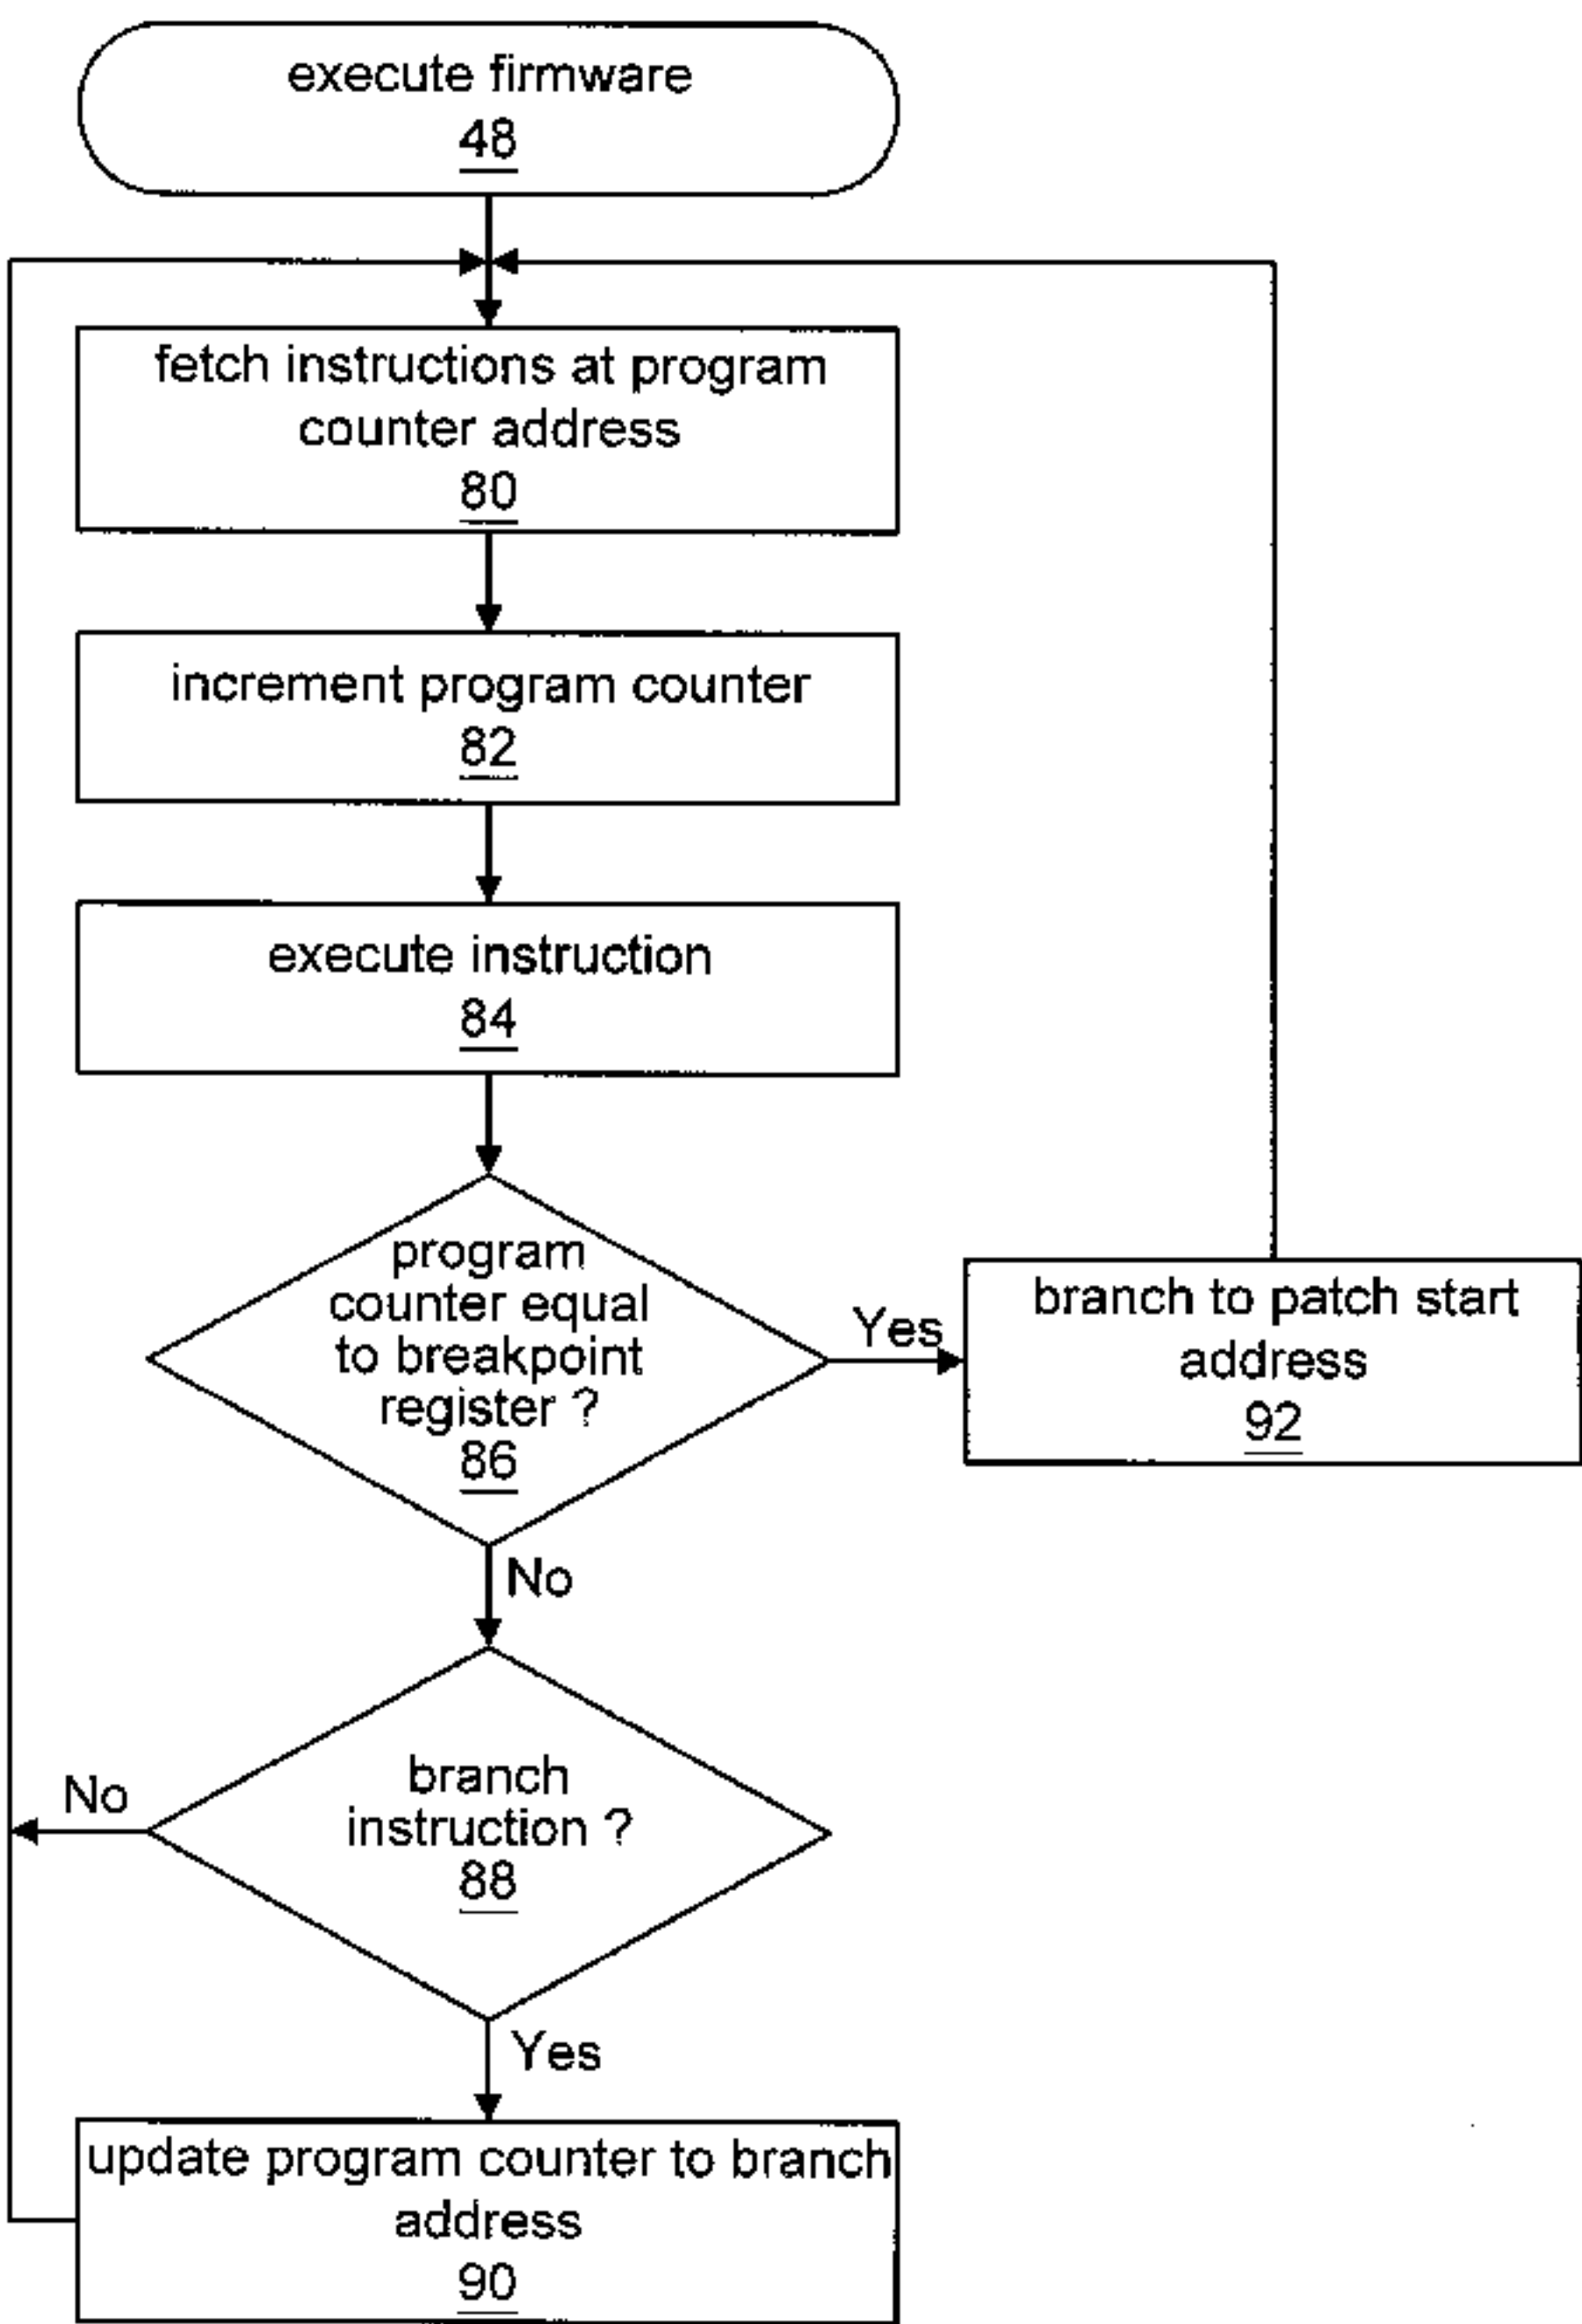 execute firmware
48
fetch instructions at program
counter address
80
increment program counter
82
execute instruction
84
program
counter equal
to breakpoint
register ?
86
Yes
branch to patch start
address
92
No
branch
instruction ?
88
No
Yes
update program counter to branch
address
90